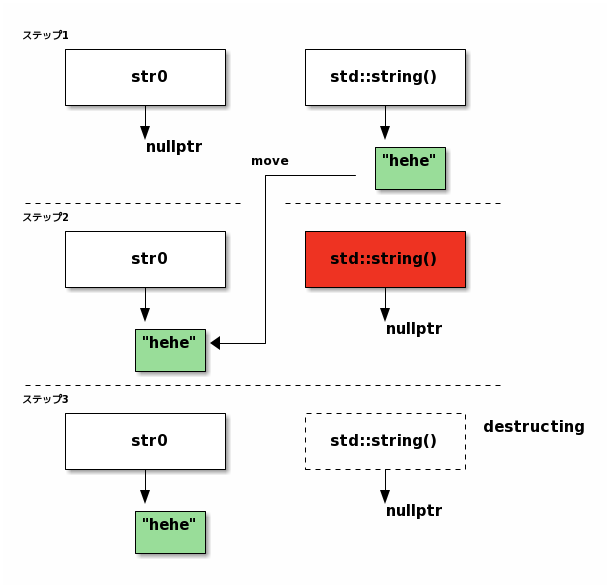 ステップ1
str0
std::string()
nullptr
"hehe"
move
ステップ2
str0
std::string()
"hehe"
nullptr
ステップ3
str0
std::string()
destructing
"hehe"
nullptr